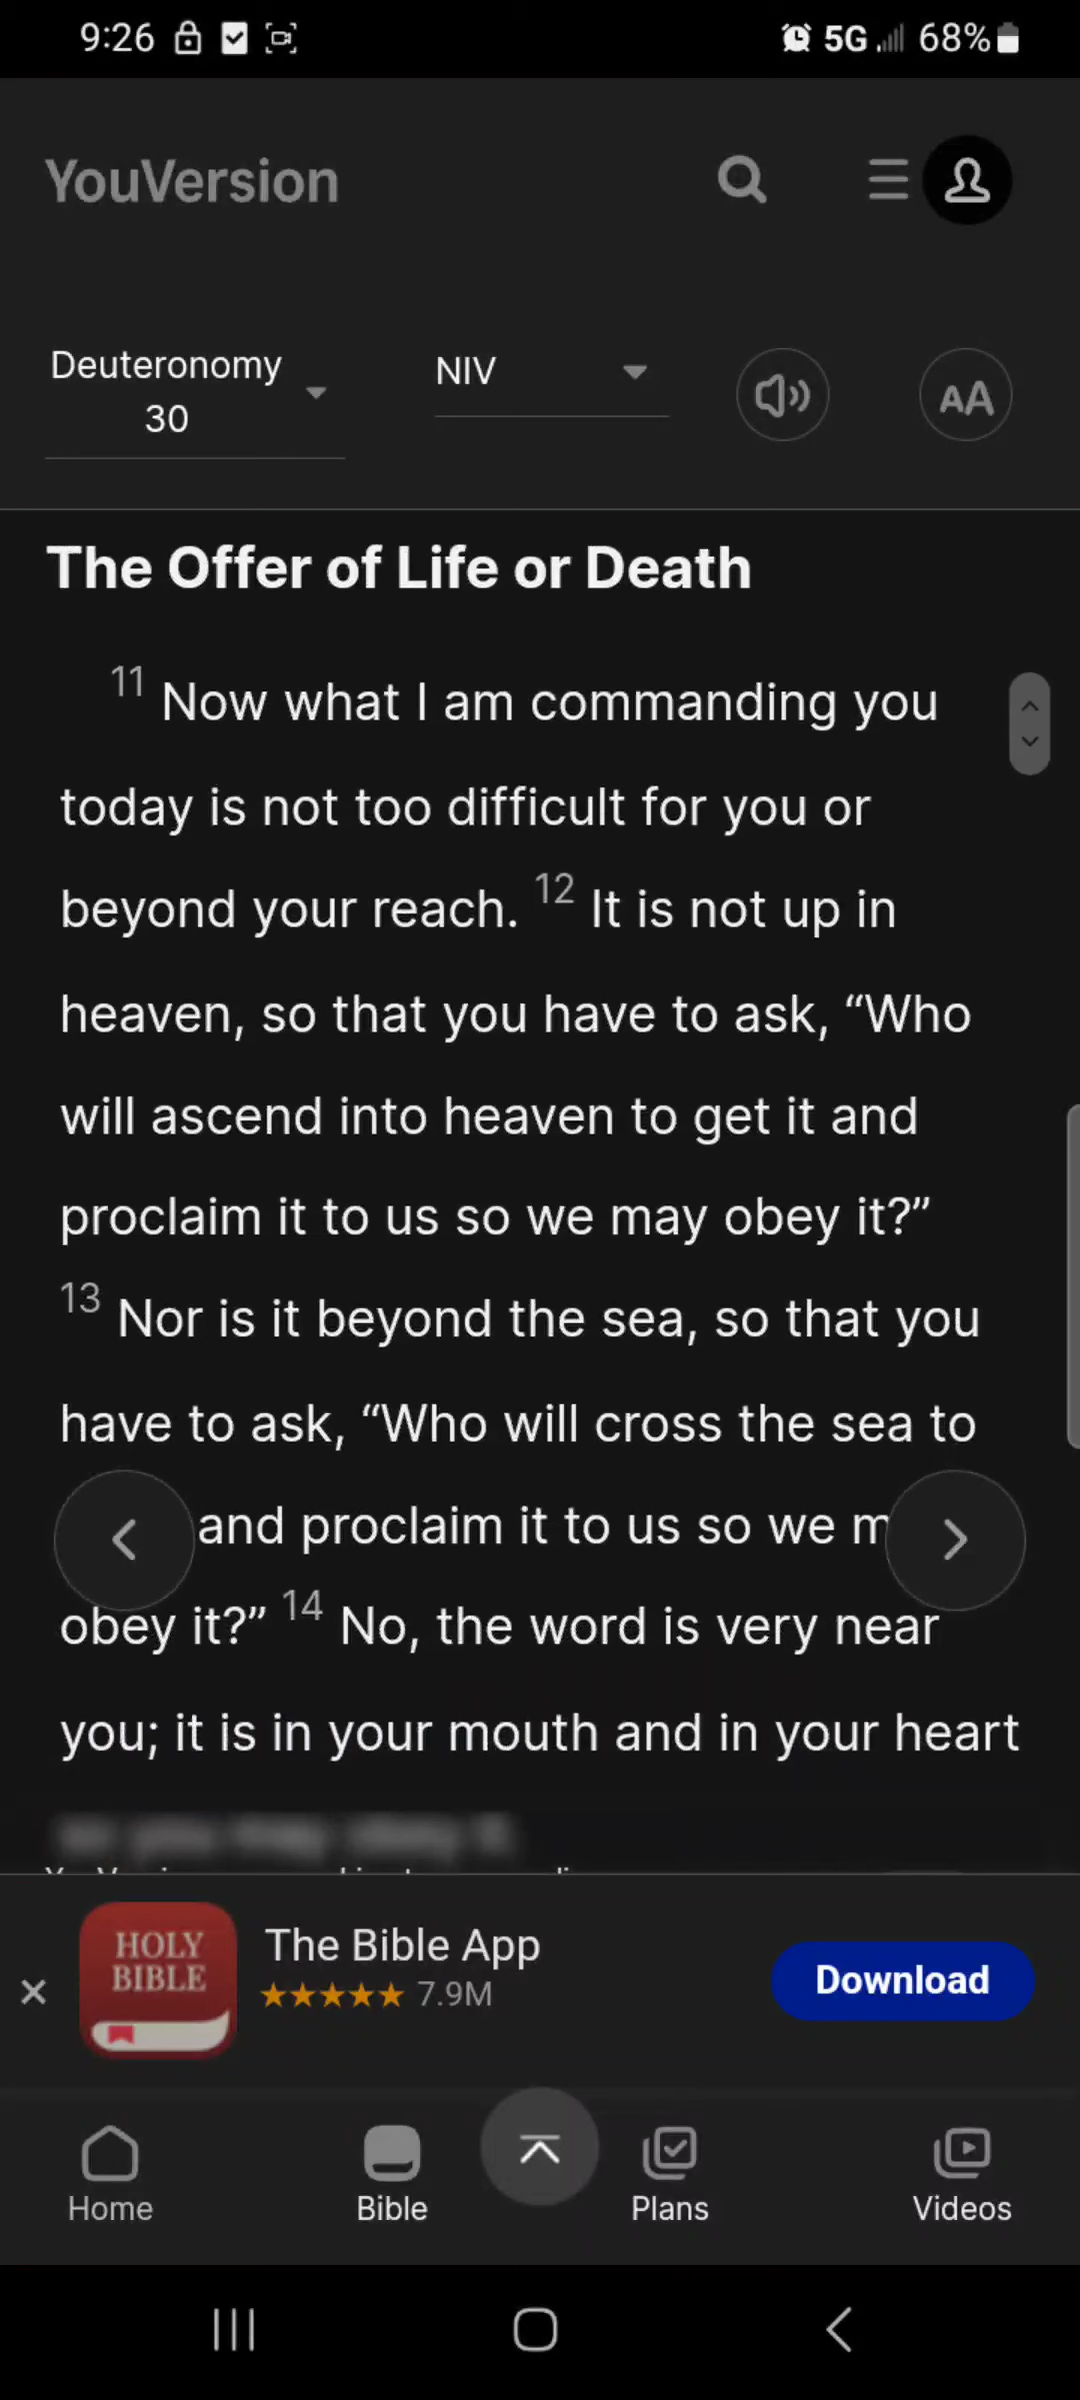 9:26 5G 68%
YouVersion
Deuteronomy
30
NIV
AA
The Offer of Life or Death
11 Now what I am commanding you
today is not too difficult for you or
beyond your reach. 12 It is not up in
heaven, so that you have to ask, “Who
will ascend into heaven to get it and
proclaim it to us so we may obey it?”
13 Nor is it beyond the sea, so that you
have to ask, “Who will cross the sea to
and proclaim it to us so we m
obey it?” 14 No, the word is very near
you; it is in your mouth and in your heart
so you may obey it.
HOLY
BIBLE
The Bible App
7.9M
Download
Home
Bible
Plans
Videos